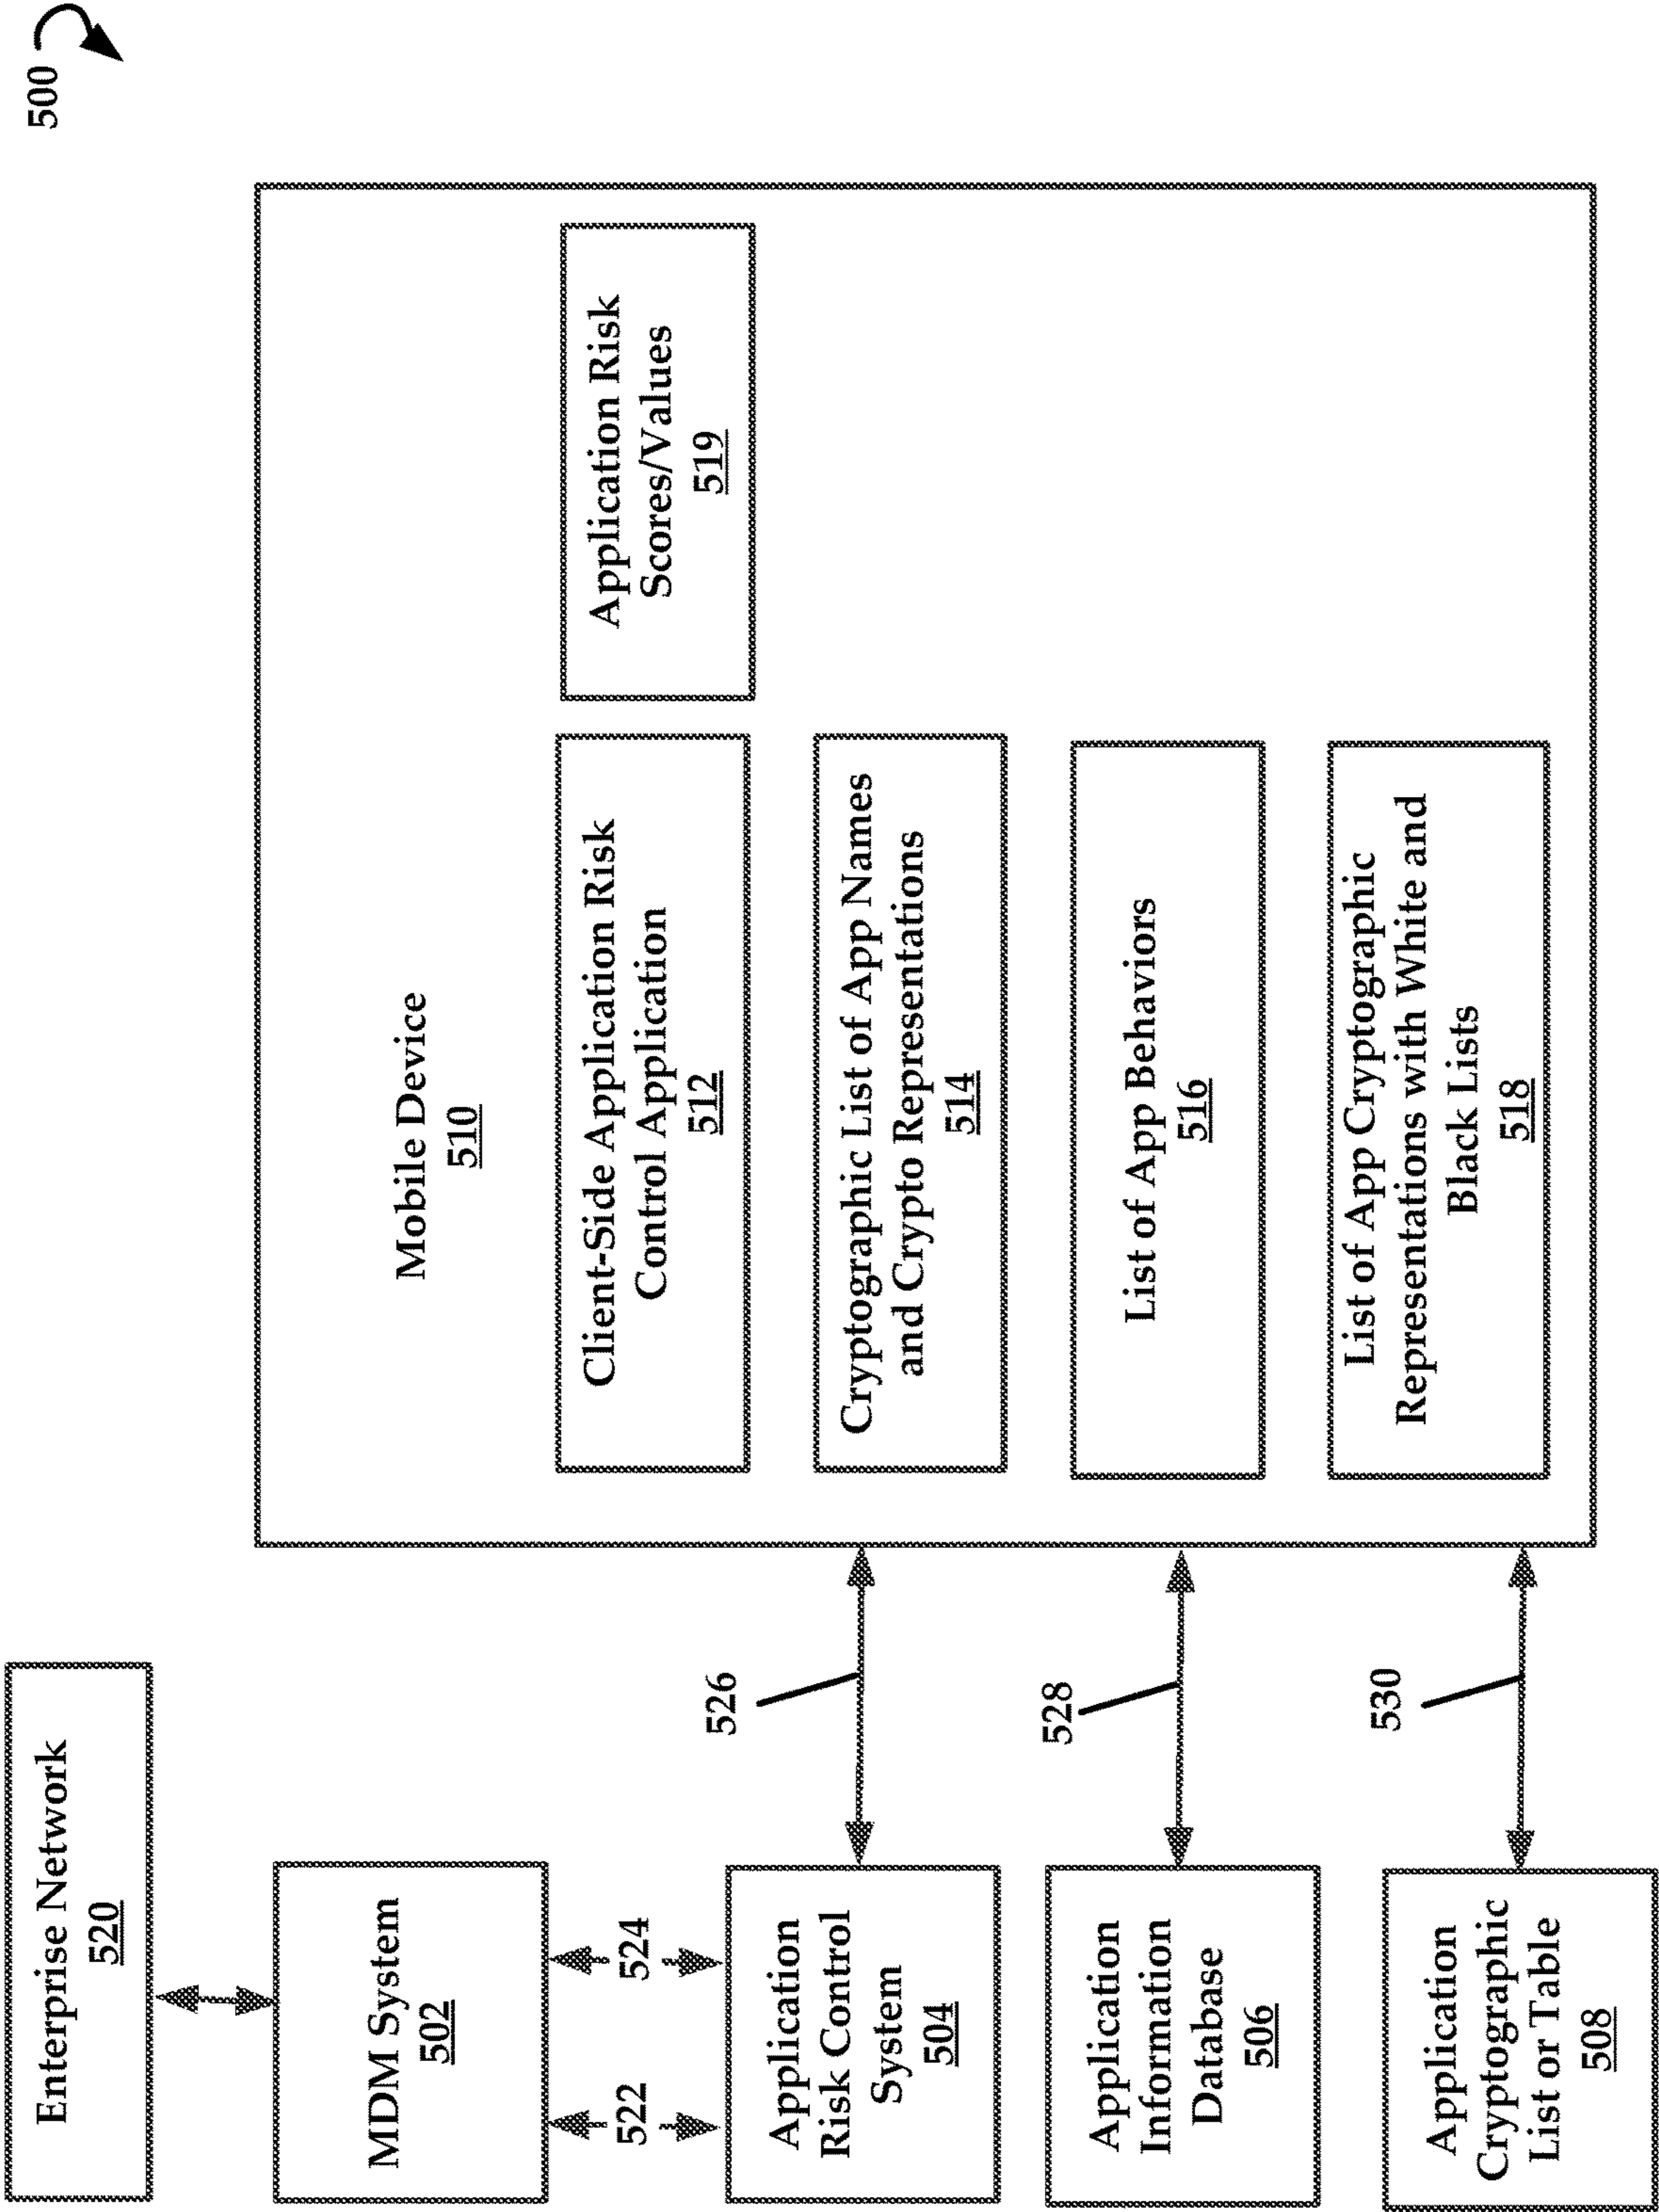 500
Enterprise Network
520
MDM System
502
522
524
Application
Risk Control
System
504
Application
Information
Database
506
Application
Cryptographic
List or Table
508
526
528
530
Mobile Device
510
Client-Side Application Risk
Control Application
512
Application Risk
Scores/Values
519
Cryptographic List of App Names
and Crypto Representations
514
List of App Behaviors
516
List of App Cryptographic
Representations with White and
Black Lists
518